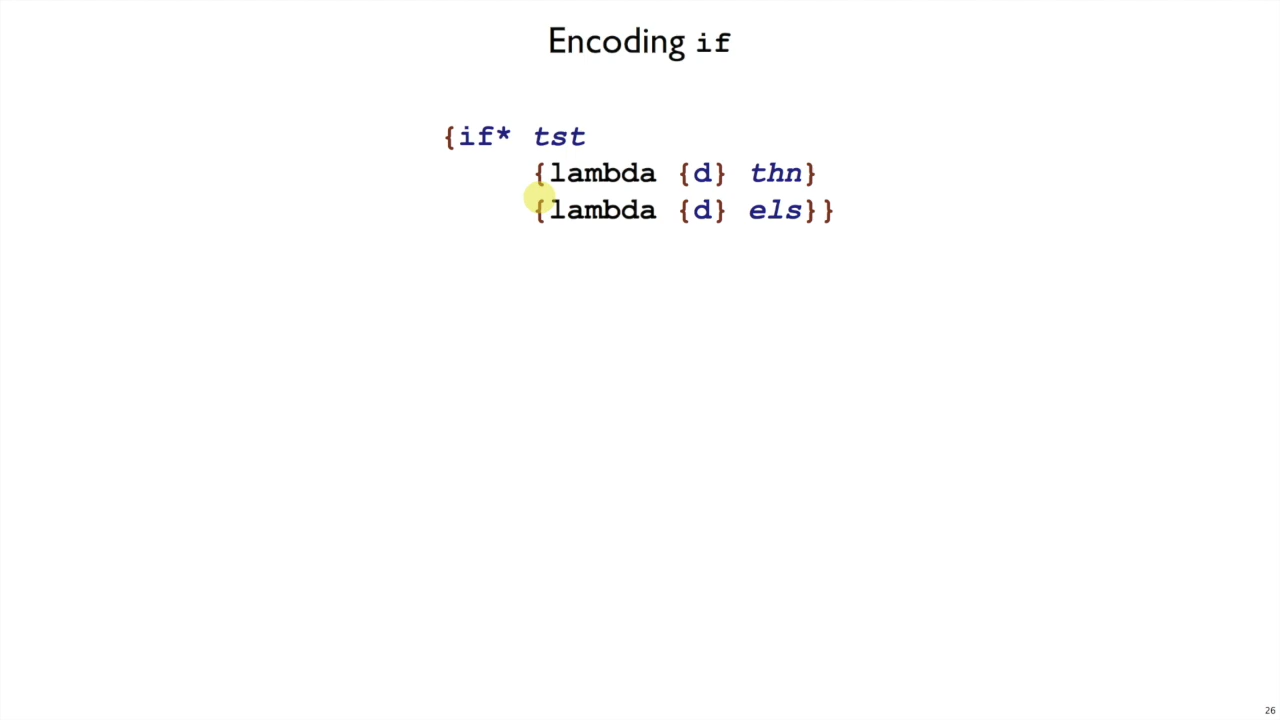 Encoding if
{if* tst
{lambda {d} thn}
{lambda {d} els}}
26